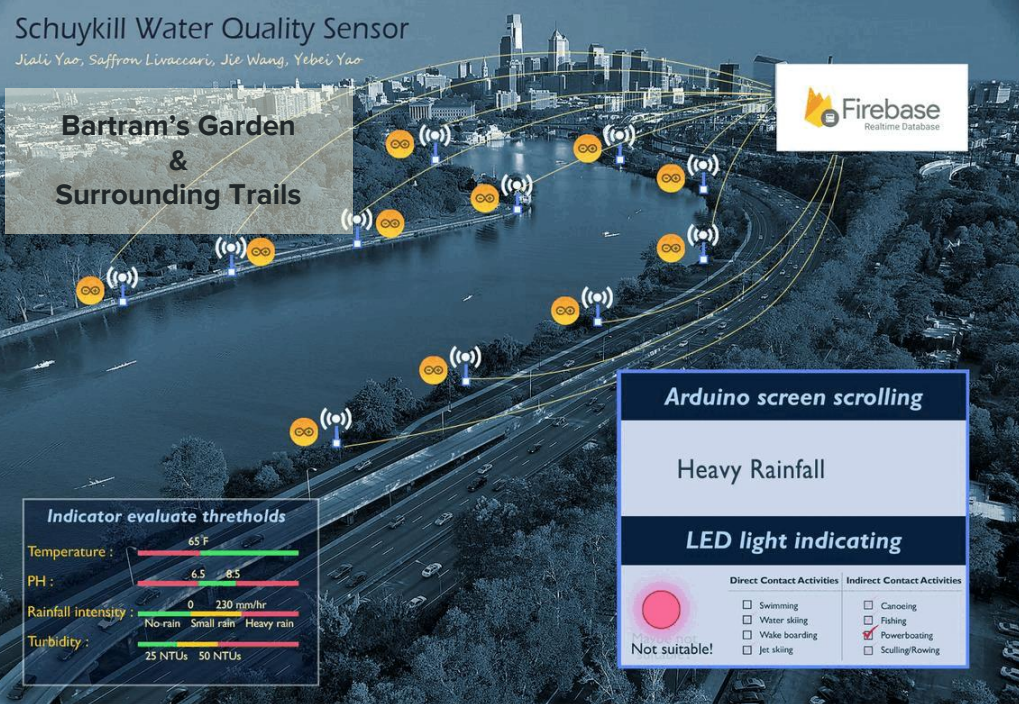 Schuykill Water Quality Sensor
Jiali Yao, Saffron Livaccari, Jie Wang, Yebei Yao
Bartram's Garden
&
Surrounding Trails
Firebase
Realtime Database
Arduino screen scrolling
Heavy Rainfall
LED light indicating
Not suitable!
Direct Contact Activities
Swimming
Water skiing
Wake boarding
Jet skiing
Indirect Contact Activities
Canoeing
Fishing
Powerboating
Sculling/Rowing
Indicator evaluate thretholds
Temperature :
65 F
PH :
6.5 8.5
Rainfall intensity :
0 230 mm/hr
No rain Small rain Heavy rain
Turbidity :
25 NTUs 50 NTUs